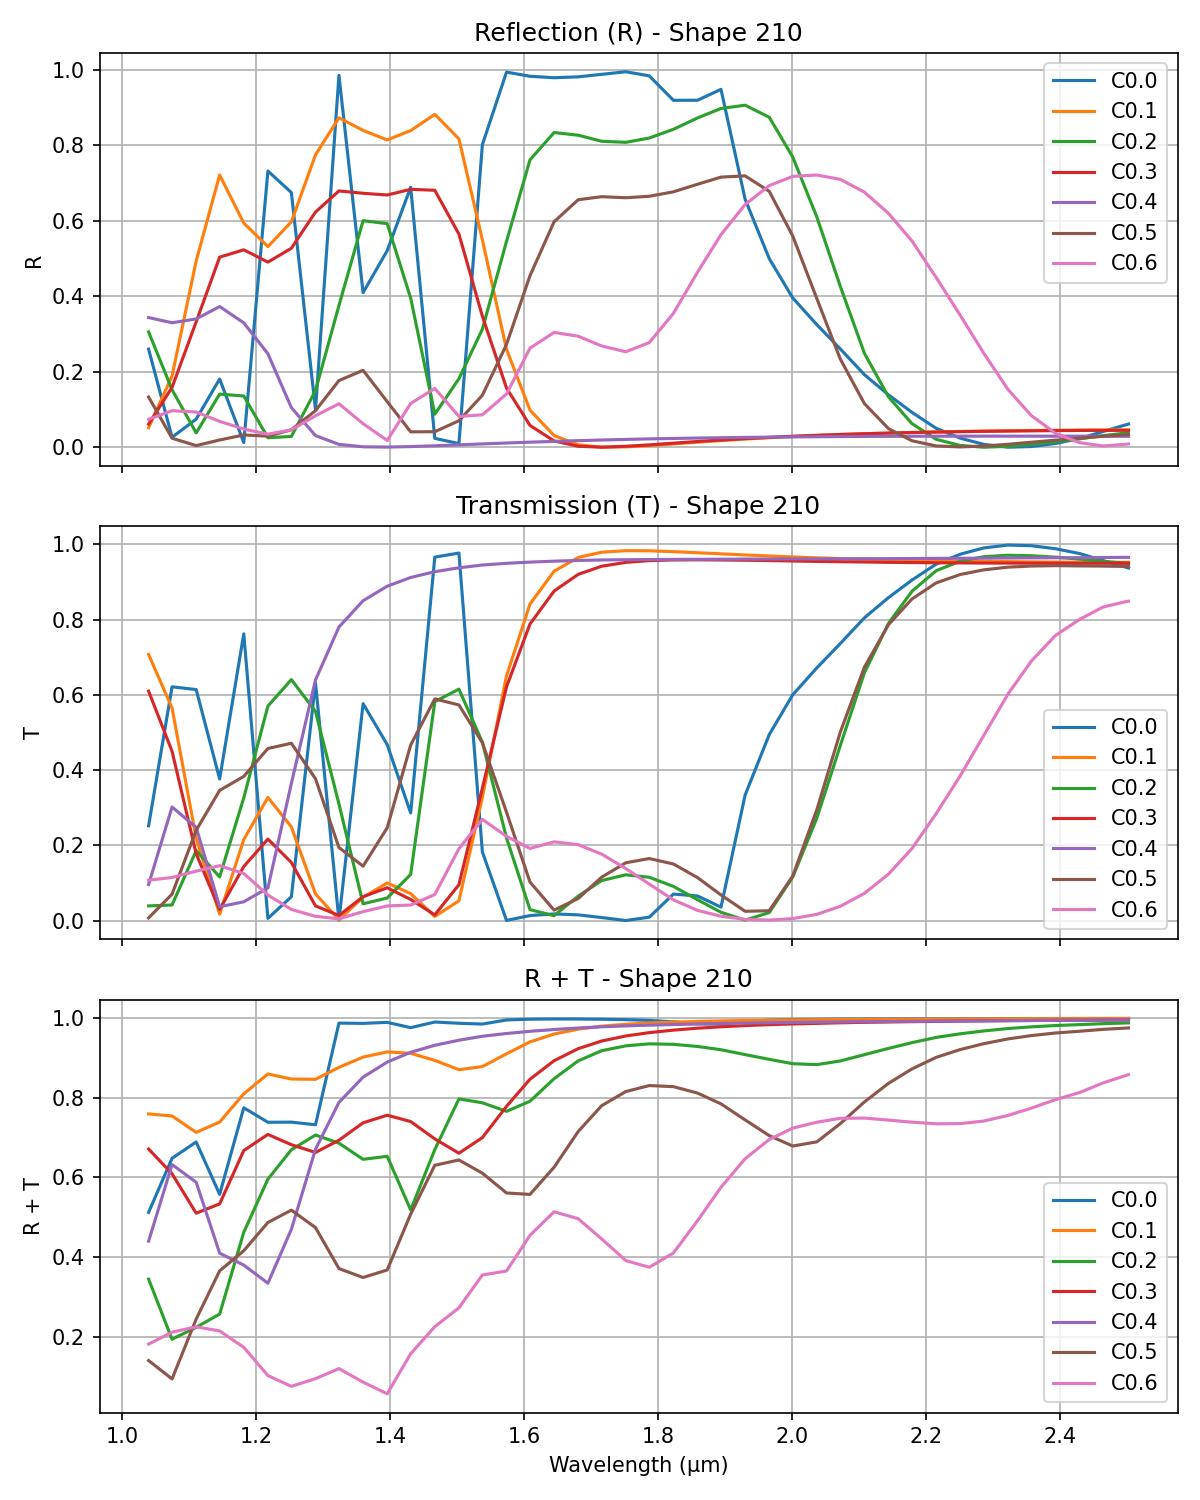 Reflection (R) - Shape 210
1.0
0.8
0.6
0.4
0.2
0.0
R
C0.0
C0.1
C0.2
C0.3
C0.4
C0.5
C0.6
Transmission (T) - Shape 210
1.0
0.8
0.6
0.4
0.2
0.0
T
C0.0
C0.1
C0.2
C0.3
C0.4
C0.5
C0.6
R + T - Shape 210
1.0
0.8
0.6
0.4
0.2
R + T
C0.0
C0.1
C0.2
C0.3
C0.4
C0.5
C0.6
1.0 1.2 1.4 1.6 1.8 2.0 2.2 2.4
Wavelength (µm)